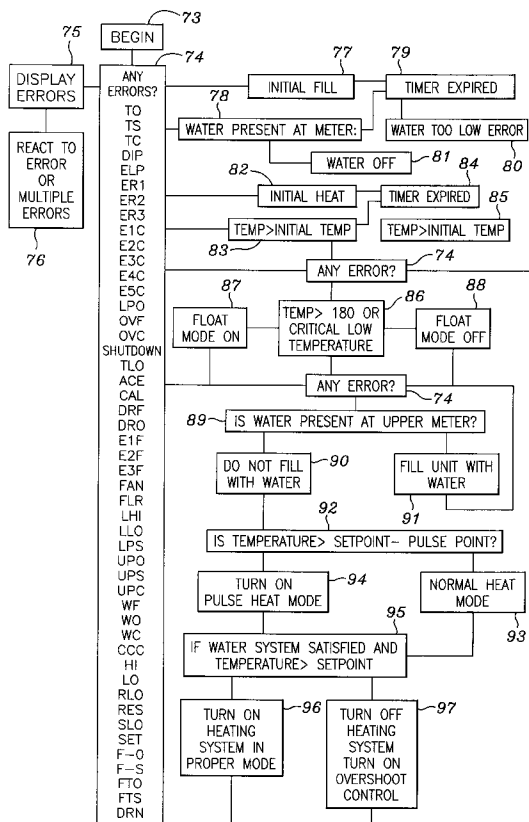 73
BEGIN
75
74
DISPLAY
ERRORS
ANY
ERRORS?
TO
TS
TC
DIP
ELP
ER1
ER2
ER3
E1C
E2C
E3C
E4C
E5C
LPO
OVF
OVC
SHUTDOWN
TLO
ACE
CAL
DRF
DRO
E1F
E2F
E3F
FAN
FLR
LHI
LLO
LPS
UPO
UPS
UPC
WF
WO
WC
CCC
HI
LO
RLO
RES
SLO
SET
F-O
F-S
FTO
FTS
DRN
REACT TO
ERROR
OR
MULTIPLE
ERRORS
76
77
INITIAL FILL
79
TIMER EXPIRED
78
WATER PRESENT AT METER:
WATER TOO LOW ERROR
80
WATER OFF
81
82
INITIAL HEAT
84
TIMER EXPIRED
85
TEMP>INITIAL TEMP
83
TEMP>INITIAL TEMP
74
ANY ERROR?
87
FLOAT
MODE ON
TEMP> 180 OR
CRITICAL LOW
TEMPERATURE
86
88
FLOAT
MODE OFF
ANY ERROR?
74
89
IS WATER PRESENT AT UPPER METER?
DO NOT FILL
WITH WATER
90
FILL UNIT WITH
WATER
91
92
IS TEMPERATURE> SETPOINT- PULSE POINT?
TURN ON
PULSE HEAT MODE
94
NORMAL HEAT
MODE
93
95
IF WATER SYSTEM SATISFIED AND
TEMPERATURE> SETPOINT
TURN ON
HEATING
SYSTEM IN
PROPER MODE
96
TURN OFF
HEATING
SYSTEM
TURN ON
OVERSHOOT
CONTROL
97